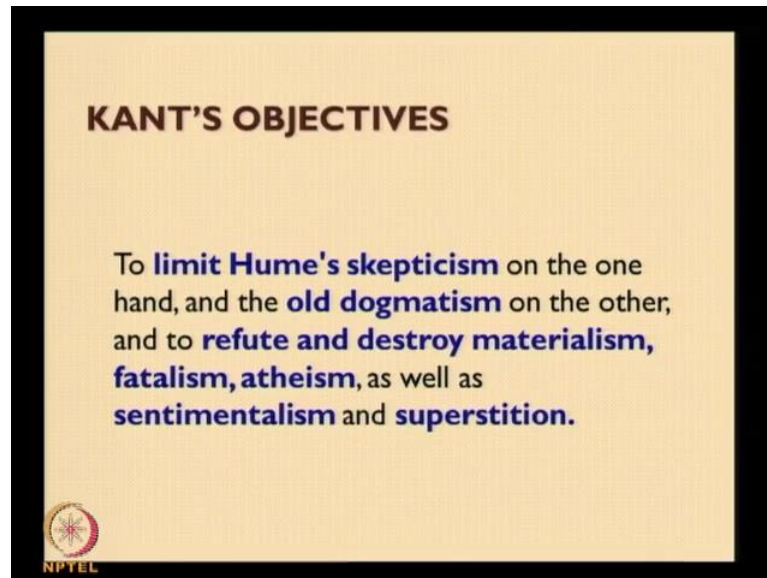 KANT'S OBJECTIVES
To limit Hume's skepticism on the one
hand, and the old dogmatism on the other,
and to refute and destroy materialism,
fatalism, atheism, as well as
sentimentalism and superstition.
NPTEL